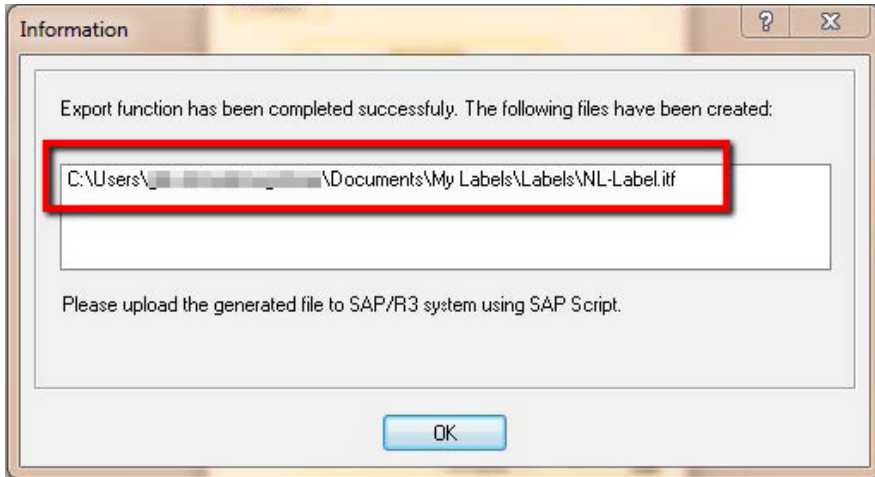 Information
Export function has been completed successfuly. The following files have been created:
C:\Users\ \Documents\My Labels\Labels\NL-Label.itf
Please upload the generated file to SAP/R3 system using SAP Script.
OK